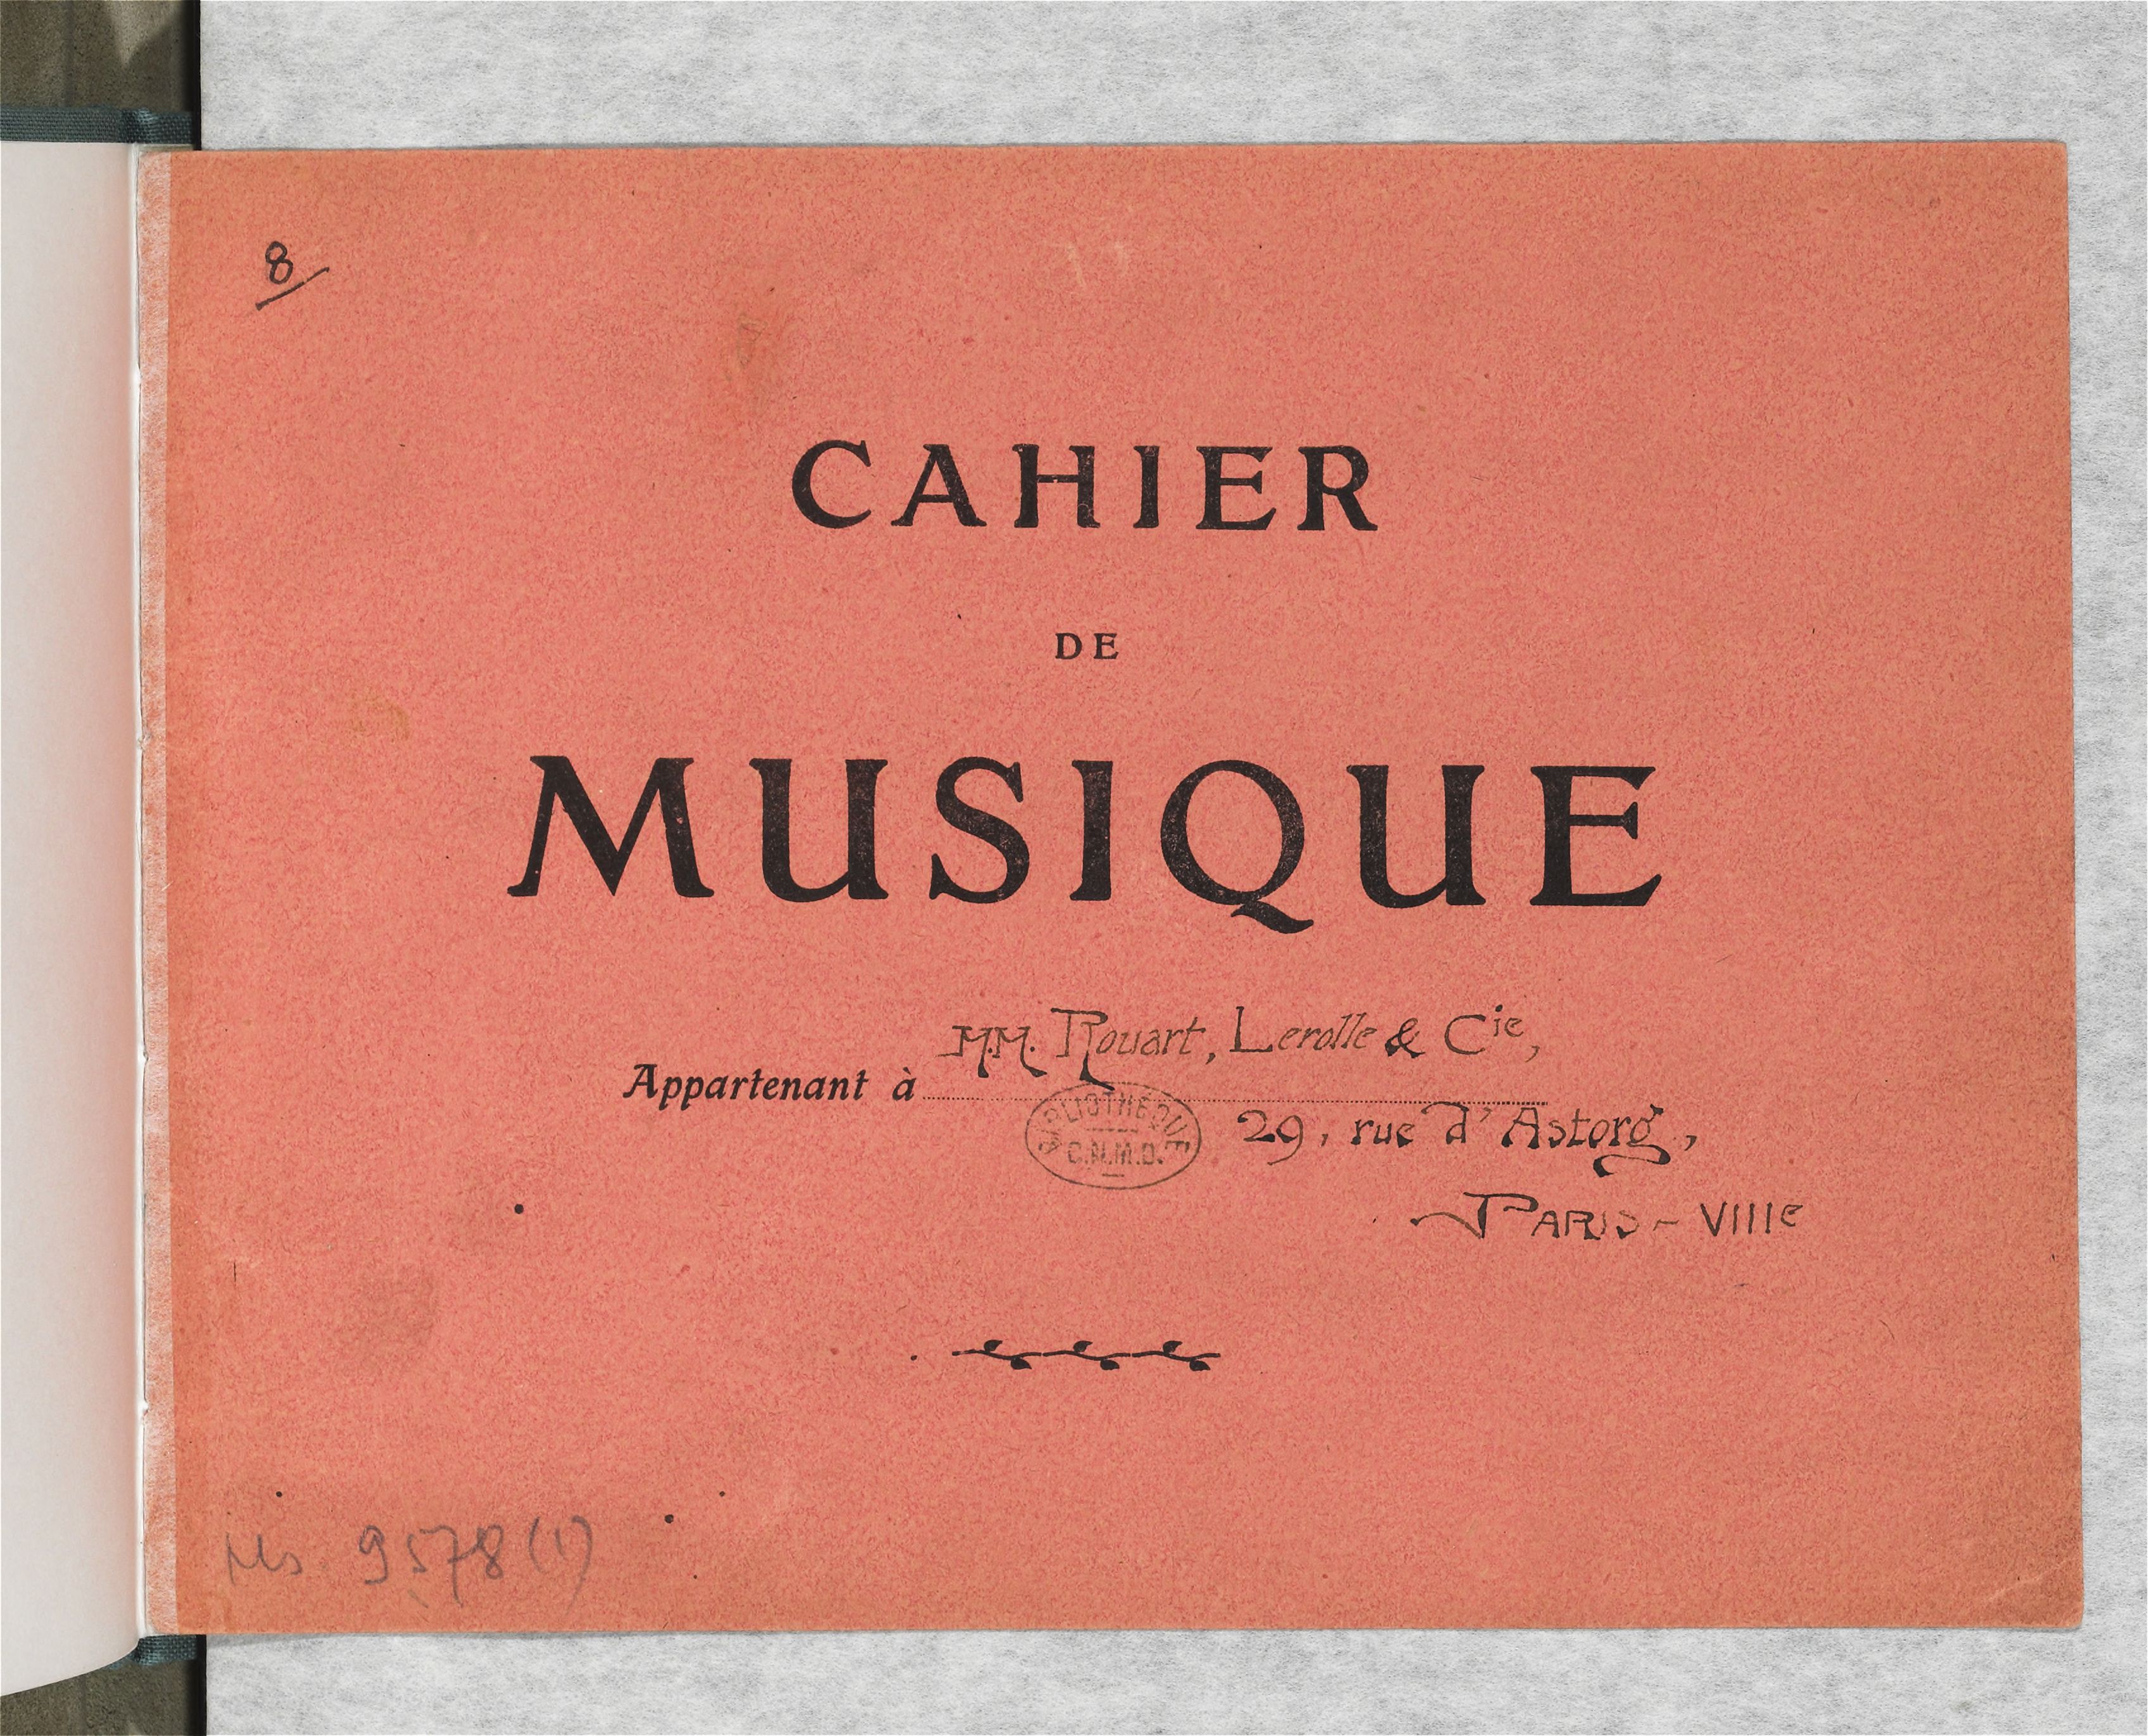 8
CAHIER
DE
MUSIQUE
Appartenant à MM. Rouart, Lerolle & Cie,
BIBLIOTHÈQUE
C.N.M.D.
29, rue d'Astorg,
PARIS - VIIIe
Ms. 9578 (1)